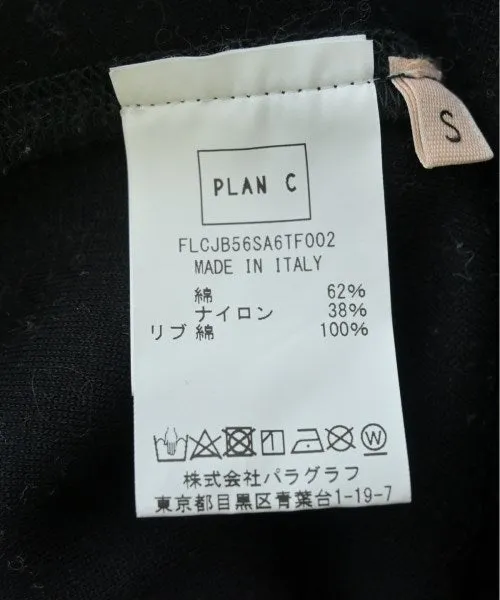 PLAN C
S
FLCJB56SA6TF002
MADE IN ITALY
綿 62%
ナイロン 38%
リブ 綿 100%
W
株式会社パラグラフ
東京都目黒区青葉台1-19-7